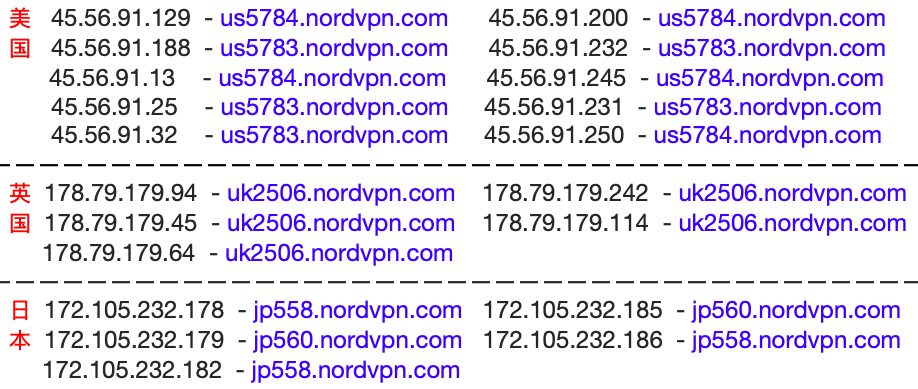 美 45.56.91.129 - us5784.nordvpn.com 45.56.91.200 - us5784.nordvpn.com
国 45.56.91.188 - us5783.nordvpn.com 45.56.91.232 - us5783.nordvpn.com
45.56.91.13 - us5784.nordvpn.com 45.56.91.245 - us5784.nordvpn.com
45.56.91.25 - us5783.nordvpn.com 45.56.91.231 - us5783.nordvpn.com
45.56.91.32 - us5783.nordvpn.com 45.56.91.250 - us5784.nordvpn.com
英 178.79.179.94 - uk2506.nordvpn.com 178.79.179.242 - uk2506.nordvpn.com
国 178.79.179.45 - uk2506.nordvpn.com 178.79.179.114 - uk2506.nordvpn.com
178.79.179.64 - uk2506.nordvpn.com
日 172.105.232.178 - jp558.nordvpn.com 172.105.232.185 - jp560.nordvpn.com
本 172.105.232.179 - jp560.nordvpn.com 172.105.232.186 - jp558.nordvpn.com
172.105.232.182 - jp558.nordvpn.com